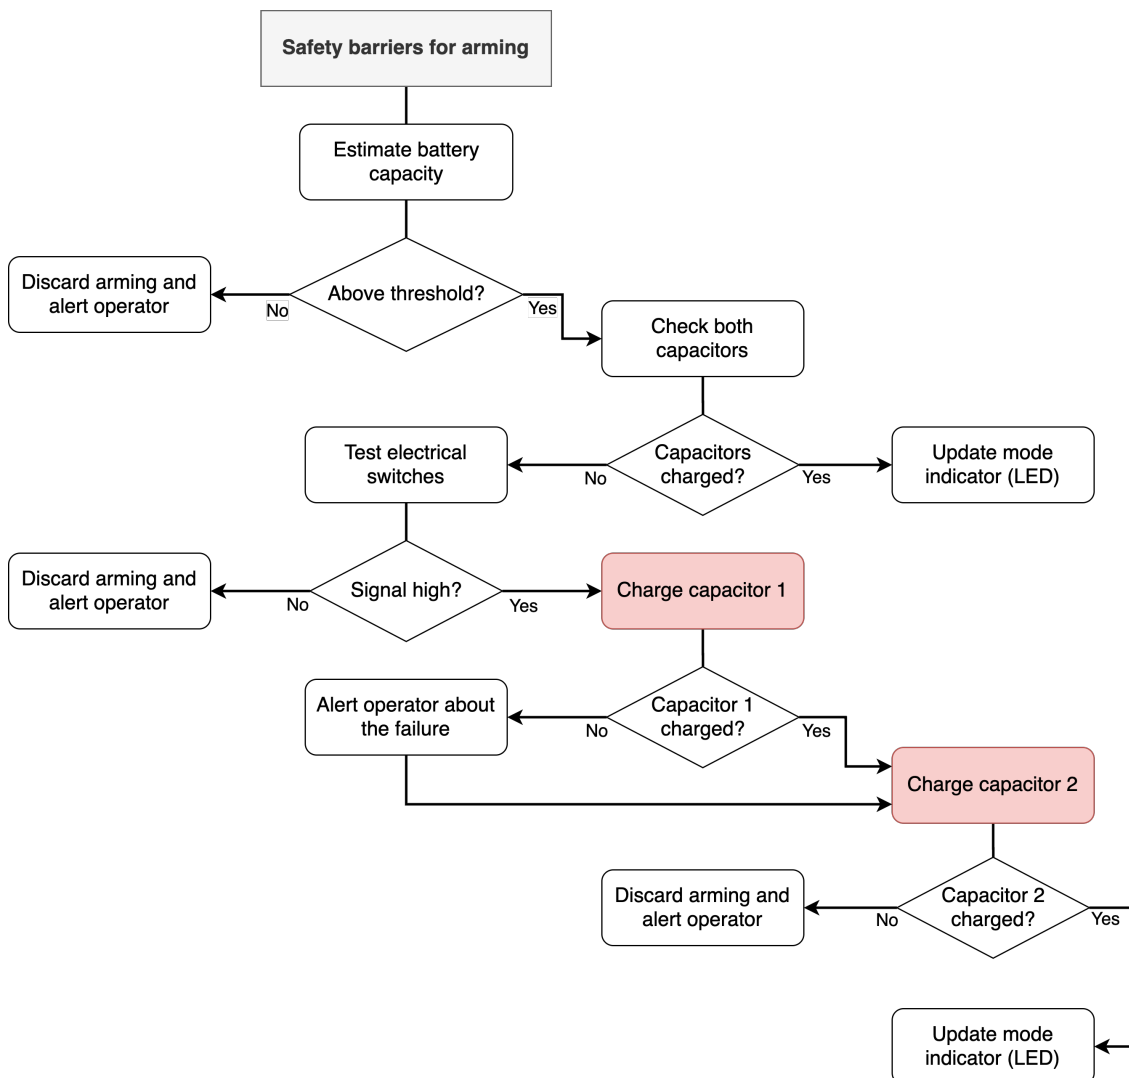 Safety barriers for arming
Estimate battery
capacity
Discard arming and
alert operator
No
Above threshold?
Yes
Check both
capacitors
Test electrical
switches
No
Capacitors
charged?
Yes
Update mode
indicator (LED)
Discard arming and
alert operator
No
Signal high?
Yes
Charge capacitor 1
Alert operator about
the failure
No
Capacitor 1
charged?
Yes
Charge capacitor 2
Discard arming and
alert operator
No
Capacitor 2
charged?
Yes
Update mode
indicator (LED)